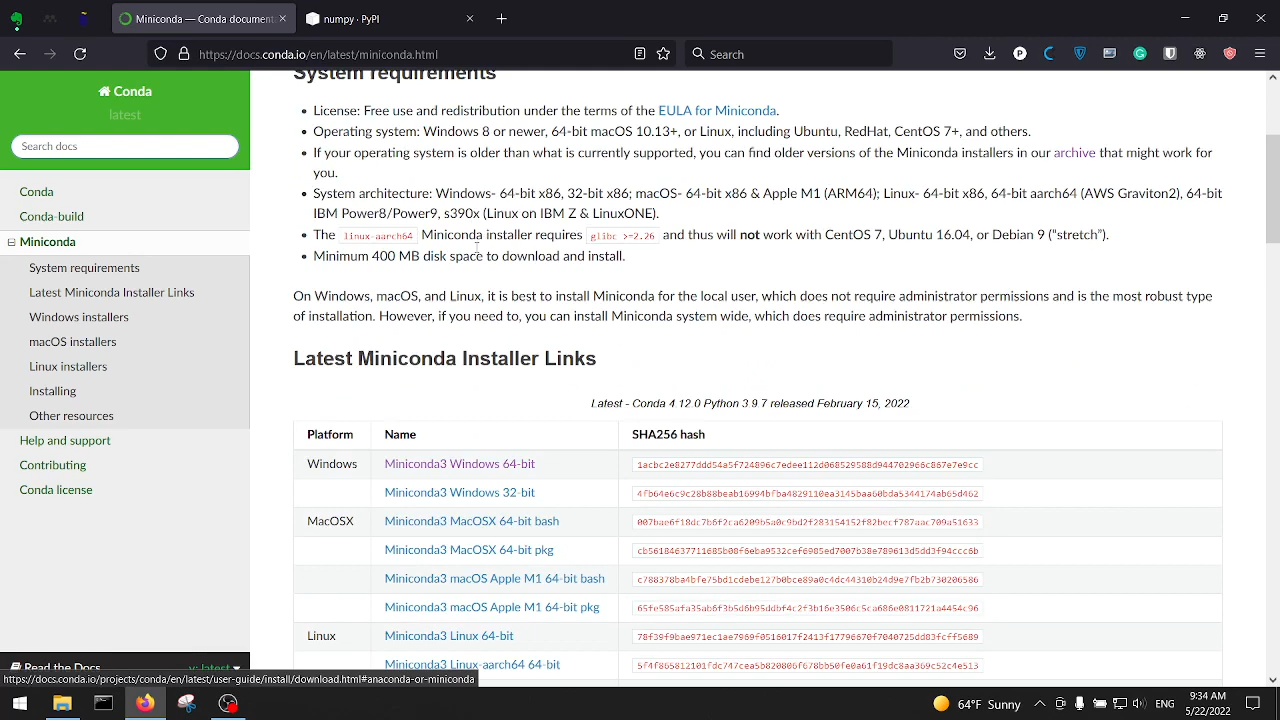 Miniconda — Conda document
numpy · PyPI
https://docs.conda.io/en/latest/miniconda.html
Search
Conda
latest
Search docs
Conda
Conda-build
Miniconda
System requirements
Latest Miniconda Installer Links
Windows installers
macOS installers
Linux installers
Installing
Other resources
Help and support
Contributing
Conda license
Read the Docs
v: latest
System requirements
License: Free use and redistribution under the terms of the EULA for Miniconda.
Operating system: Windows 8 or newer, 64-bit macOS 10.13+, or Linux, including Ubuntu, RedHat, CentOS 7+, and others.
If your operating system is older than what is currently supported, you can find older versions of the Miniconda installers in our archive that might work for
you.
System architecture: Windows- 64-bit x86, 32-bit x86; macOS- 64-bit x86 & Apple M1 (ARM64); Linux- 64-bit x86, 64-bit aarch64 (AWS Graviton2), 64-bit
IBM Power8/Power9, s390x (Linux on IBM Z & LinuxONE).
The linux-aarch64 Miniconda installer requires glibc >=2.26 and thus will not work with CentOS 7, Ubuntu 16.04, or Debian 9 (“stretch”).
Minimum 400 MB disk space to download and install.
On Windows, macOS, and Linux, it is best to install Miniconda for the local user, which does not require administrator permissions and is the most robust type
of installation. However, if you need to, you can install Miniconda system wide, which does require administrator permissions.
Latest Miniconda Installer Links
Latest - Conda 4.12.0 Python 3.9.7 released February 15, 2022
Platform Name SHA256 hash
Windows Miniconda3 Windows 64-bit
Miniconda3 Windows 32-bit
MacOSX Miniconda3 MacOSX 64-bit bash
Miniconda3 MacOSX 64-bit pkg
Miniconda3 macOS Apple M1 64-bit bash
Miniconda3 macOS Apple M1 64-bit pkg
Linux Miniconda3 Linux 64-bit
Miniconda3 Linux-aarch64 64-bit
https://docs.conda.io/projects/conda/en/latest/user-guide/install/download.html#anaconda-or-miniconda
64°F Sunny
ENG
9:34 AM
5/22/2022